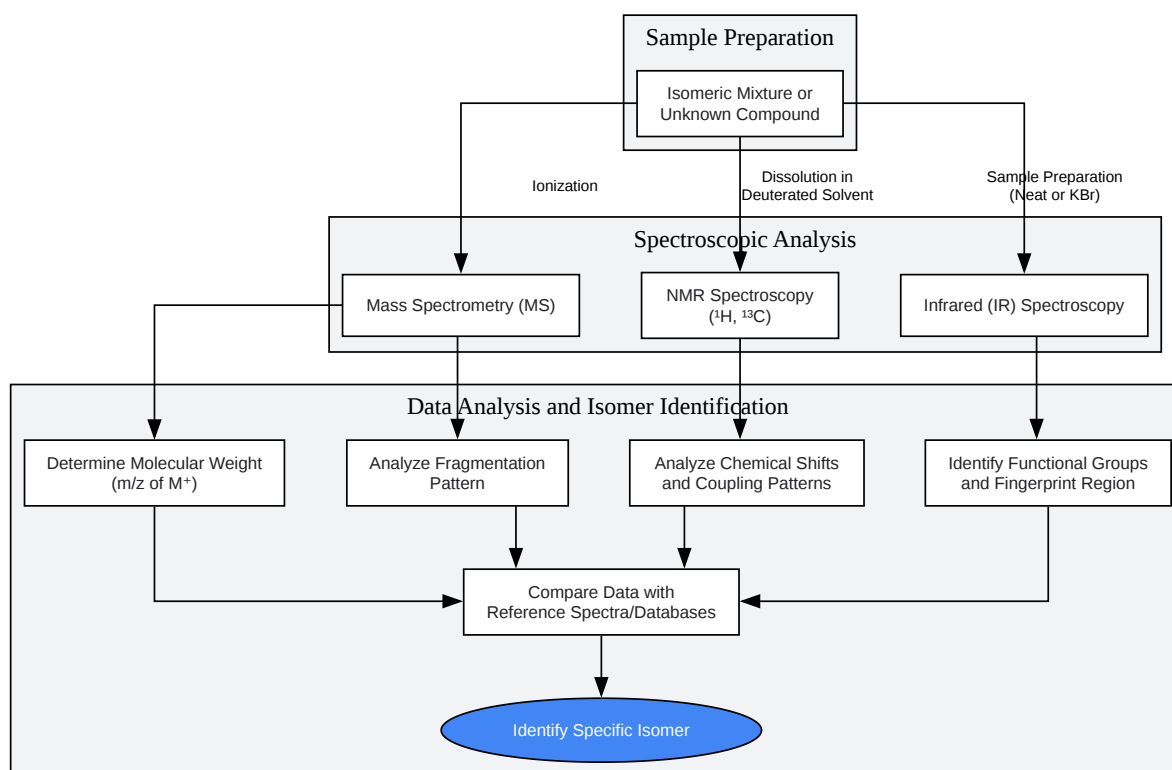 Sample Preparation
Isomeric Mixture or
Unknown Compound
Ionization
Dissolution in
Deuterated Solvent
Sample Preparation
(Neat or KBr)
Spectroscopic Analysis
Mass Spectrometry (MS)
NMR Spectroscopy
(¹H, ¹³C)
Infrared (IR) Spectroscopy
Data Analysis and Isomer Identification
Determine Molecular Weight
(m/z of M⁺)
Analyze Fragmentation
Pattern
Analyze Chemical Shifts
and Coupling Patterns
Identify Functional Groups
and Fingerprint Region
Compare Data with
Reference Spectra/Databases
Identify Specific Isomer